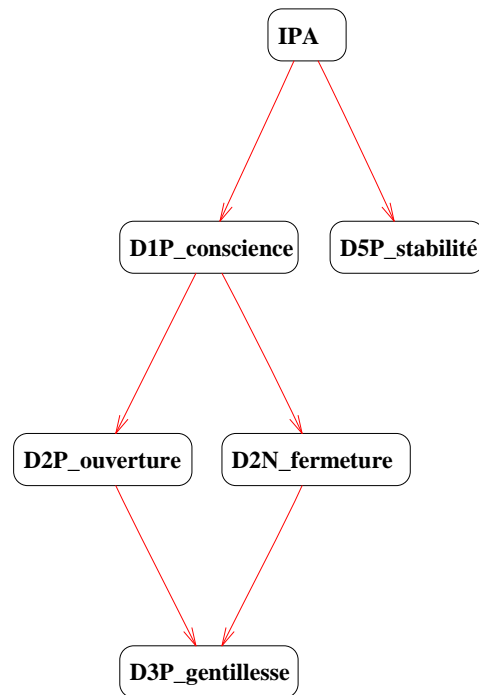 IPA
D1P_conscience
D5P_stabilité
D2P_ouverture
D2N_fermeture
D3P_gentillesse